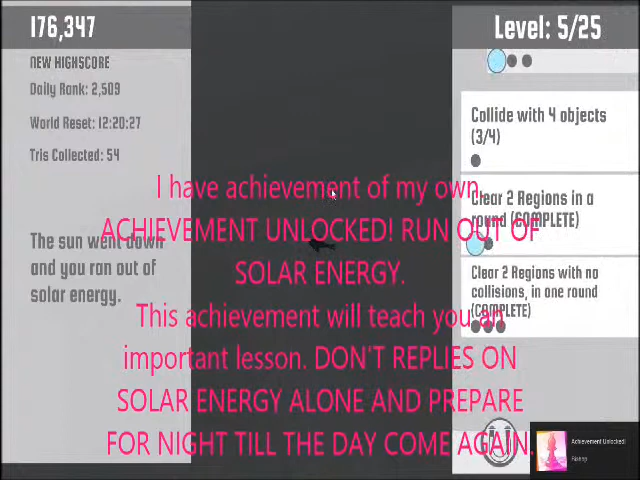 176,347
NEW HIGHSCORE
Daily Rank: 2,509
World Reset: 12:20:27
Tris Collected: 54
The sun went down
and you ran out of
solar energy.
Level: 5/25
Collide with 4 objects
(3/4)
Clear 2 Regions in a
round (COMPLETE)
Clear 2 Regions with no
collisions, in one round
(COMPLETE)
I have achievement of my own.
ACHIEVEMENT UNLOCKED! RUN OUT OF
SOLAR ENERGY.
This achievement will teach you an
important lesson. DON'T REPLIES ON
SOLAR ENERGY ALONE AND PREPARE
FOR NIGHT TILL THE DAY COME AGAIN.
Achievement Unlocked!
Bishop